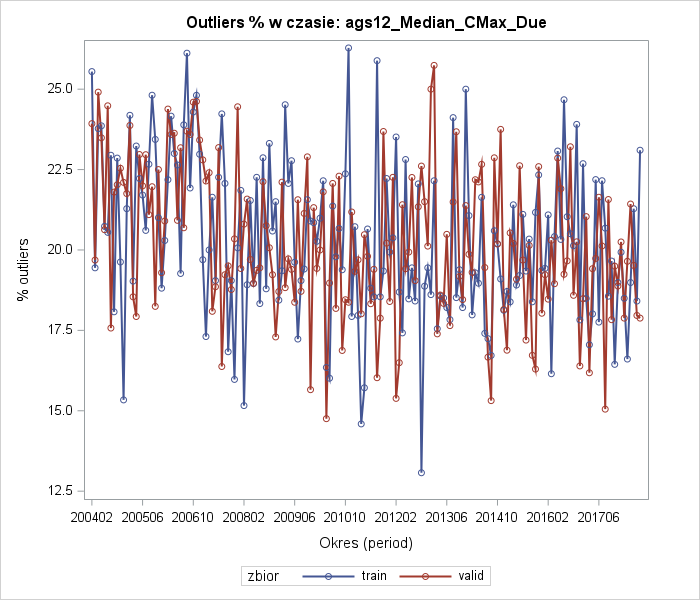 Outliers % w czasie: ags12_Median_CMax_Due
% outliers
25.0
22.5
20.0
17.5
15.0
12.5
200402 200506 200610 200802 200906 201010 201202 201306 201410 201602 201706
Okres (period)
zbior train valid